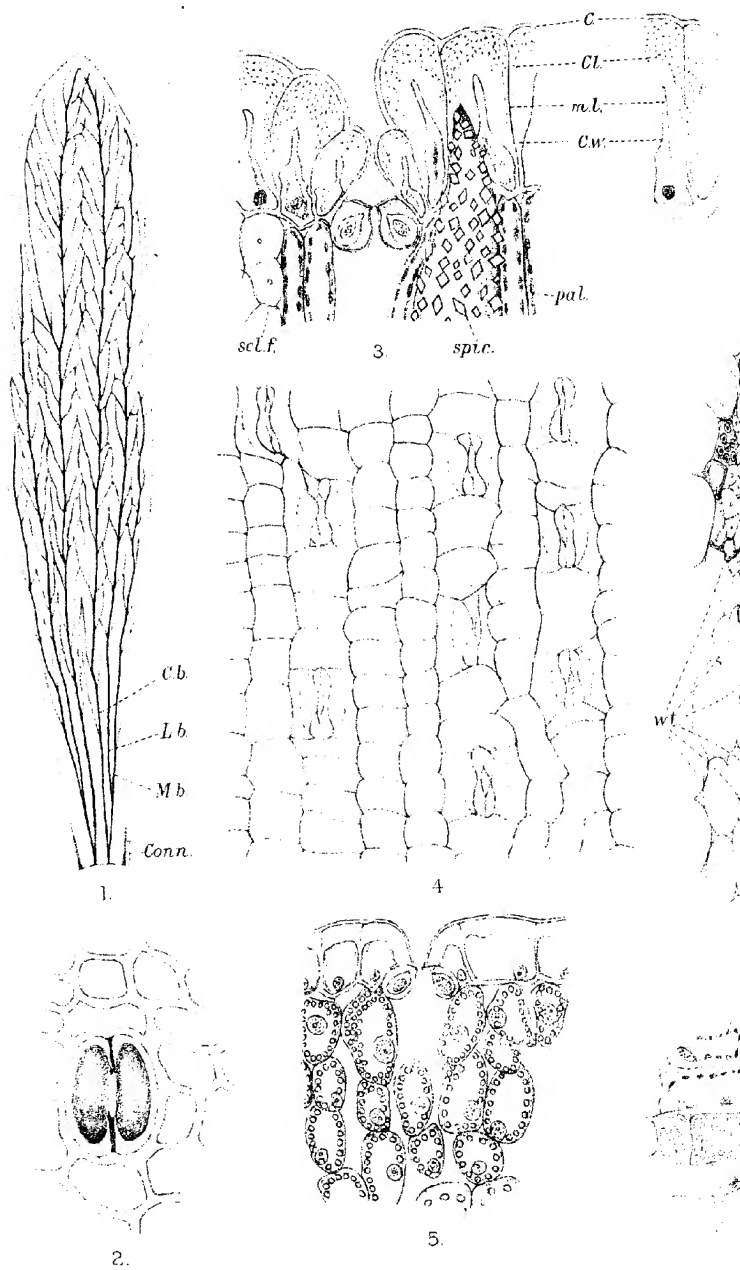 C.
Cl.
m.l.
C.w.
pal.
scl.f.
3.
spic.
C.b.
L.b.
M.b.
Conn.
1.
4
wt
2.
5.